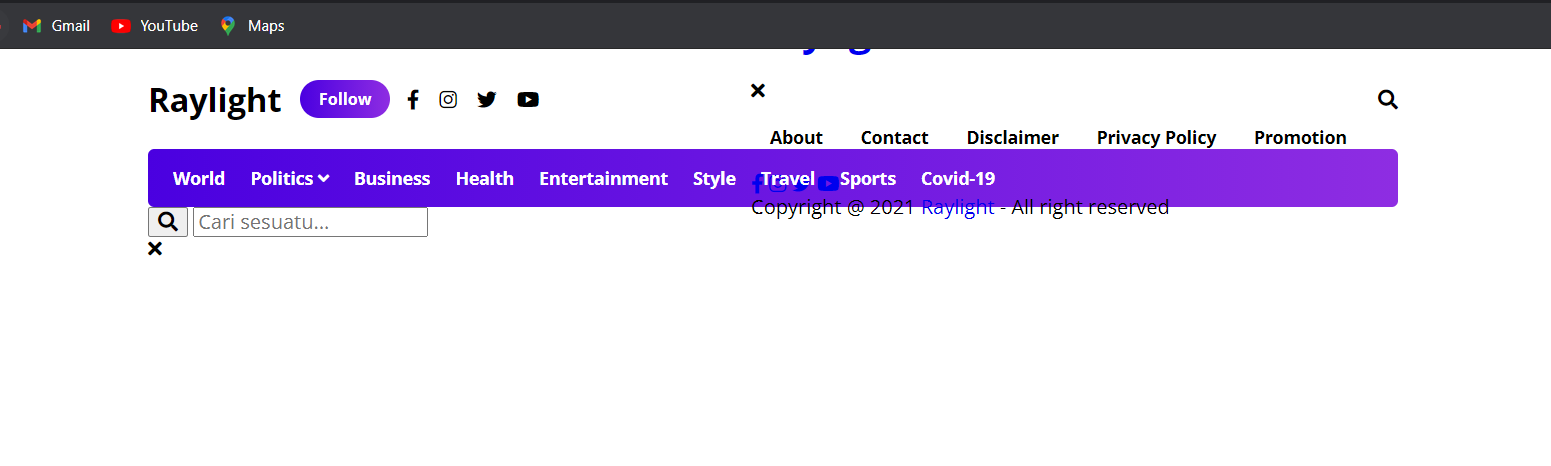 Gmail YouTube Maps
Raylight Follow
About Contact Disclaimer Privacy Policy Promotion
World Politics Business Health Entertainment Style Travel Sports Covid-19
Copyright @ 2021 Raylight - All right reserved
Cari sesuatu...